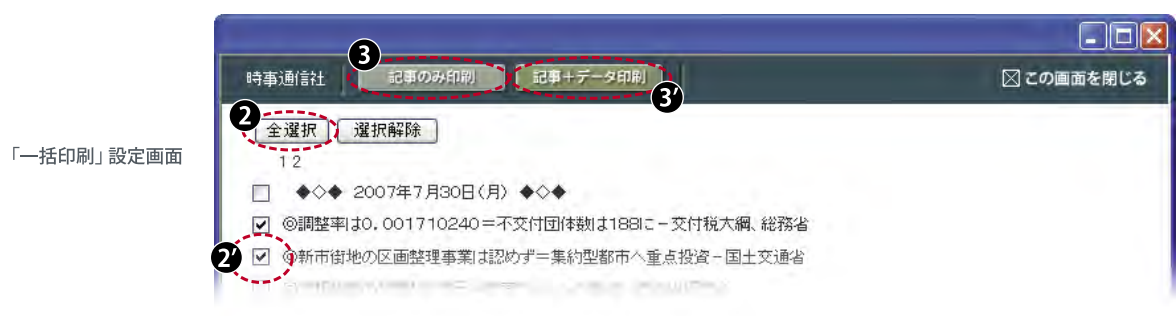 ❸
時事通信社 記事のみ印刷 記事+データ印刷 ☒ この画面を閉じる
❸′
❷
全選択 選択解除
「一括印刷」設定画面
1 2
◆◇◆ 2007年7月30日(月) ◆◇◆
◎調整率は0.001710240=不交付団体数は188に-交付税大綱、総務省
❷′
◎新市街地の区画整理事業は認めず=集約型都市へ重点投資-国土交通省